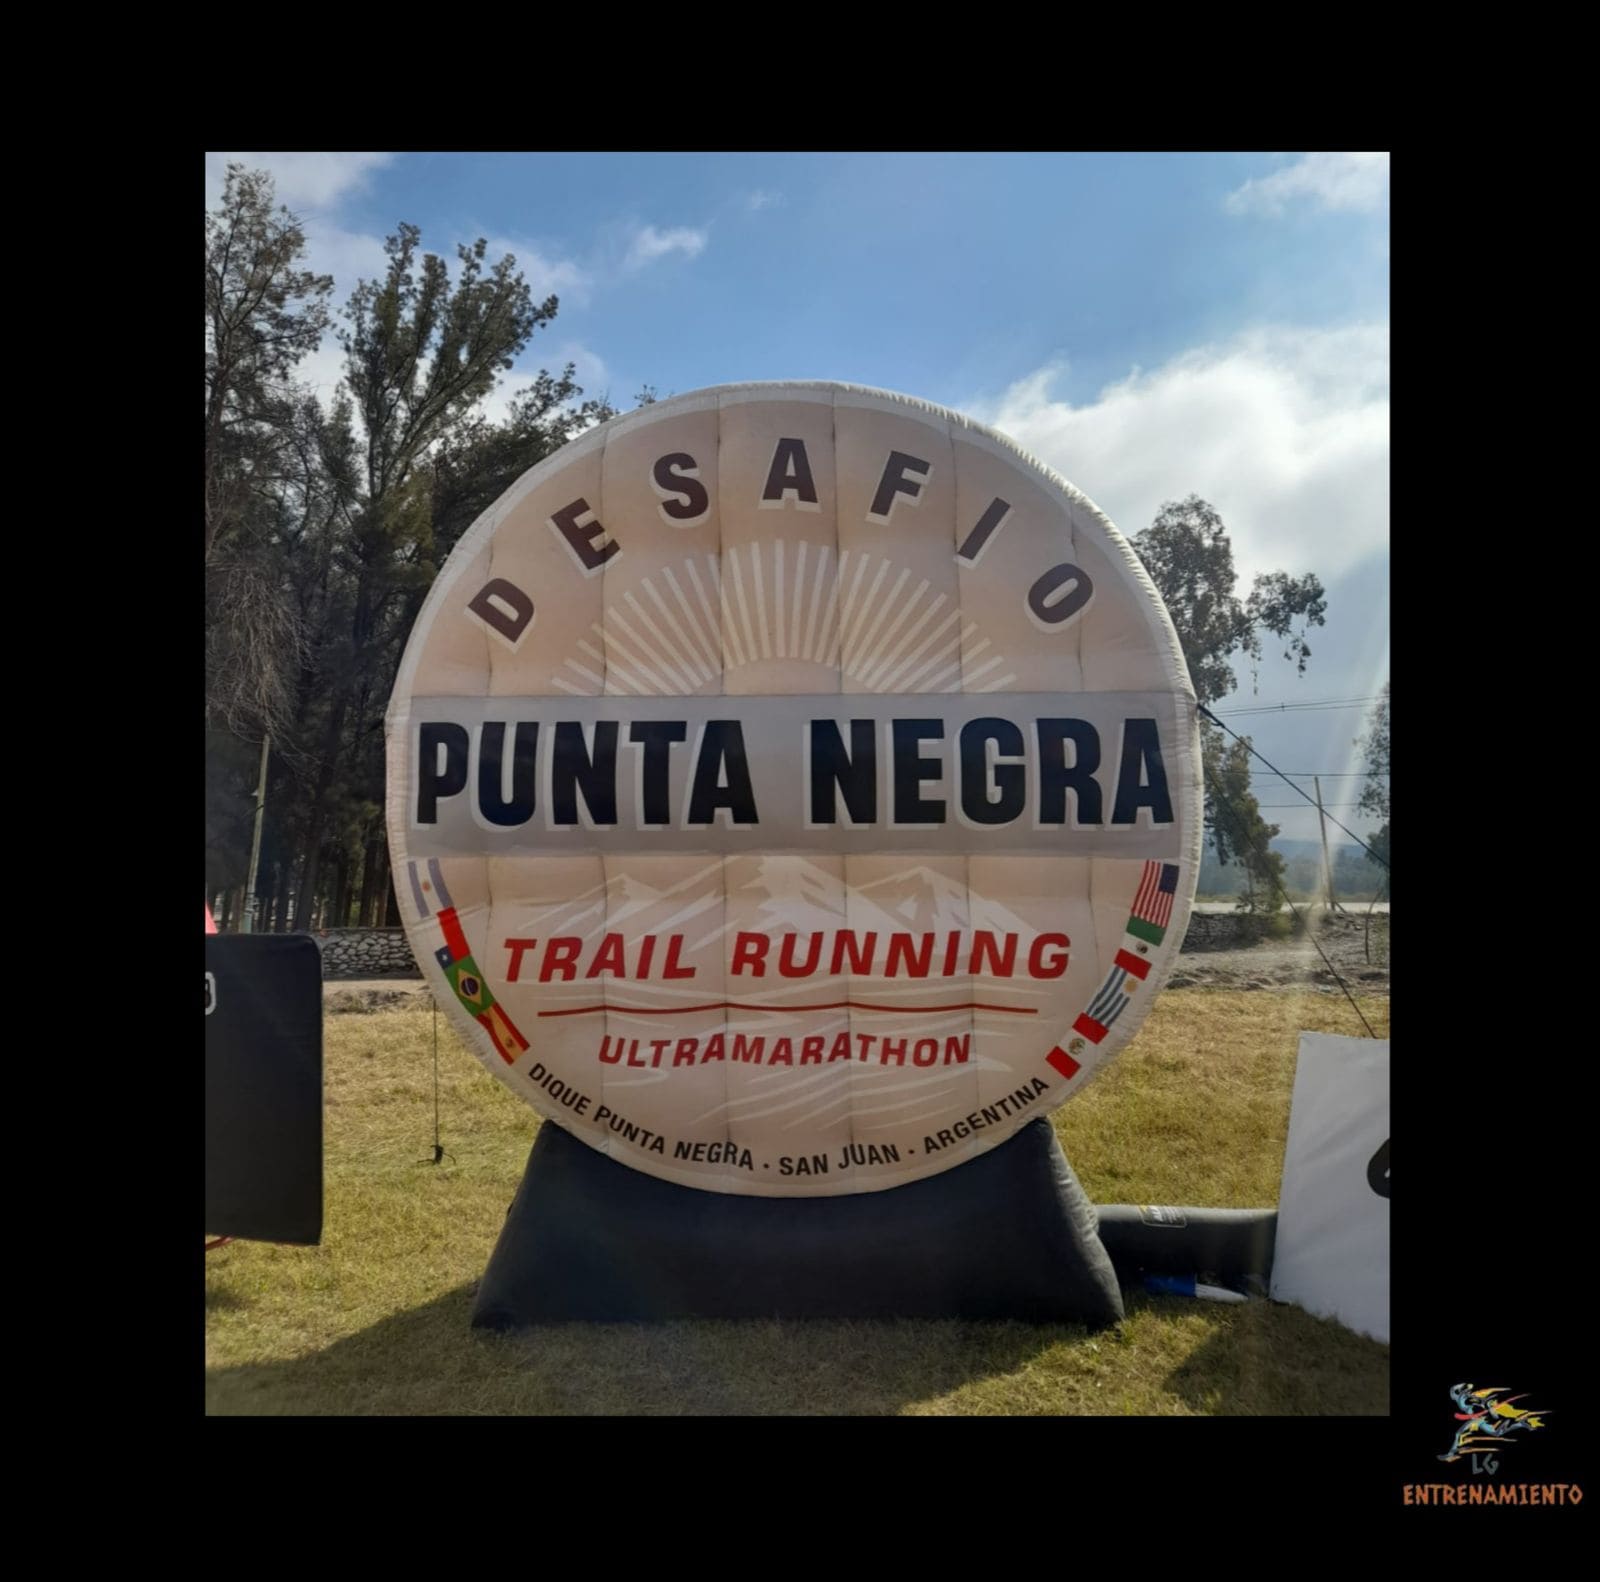 DESAFIO
PUNTA NEGRA
TRAIL RUNNING
ULTRAMARATHON
DIQUE PUNTA NEGRA · SAN JUAN · ARGENTINA
LG
ENTRENAMIENTO